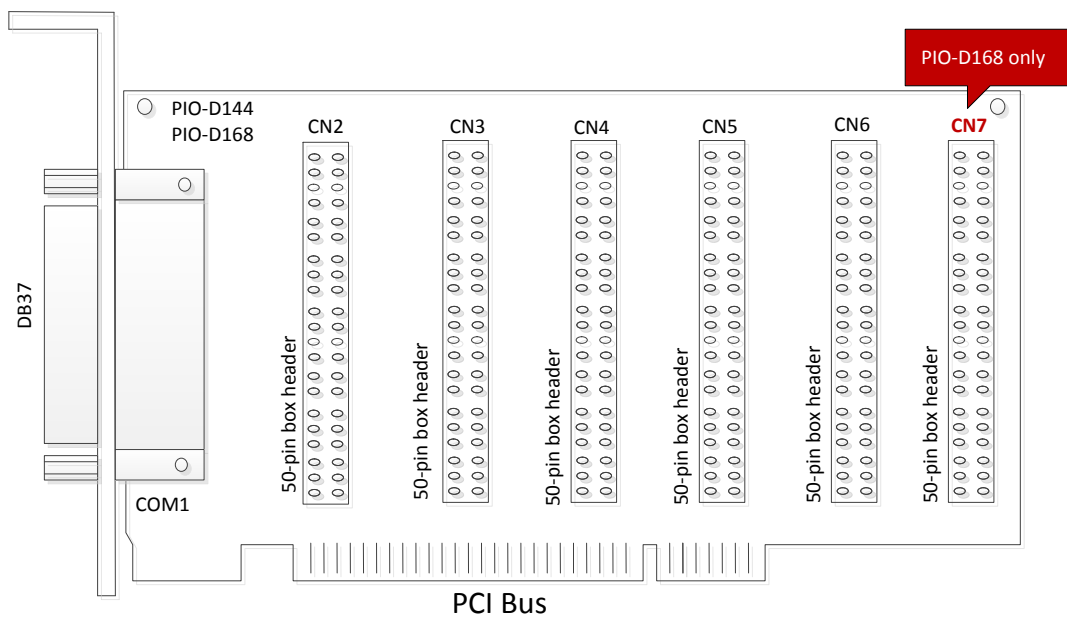 PIO-D168 only
PIO-D144
PIO-D168
CN2
CN3
CN4
CN5
CN6
CN7
DB37
50-pin box header
50-pin box header
50-pin box header
50-pin box header
50-pin box header
50-pin box header
COM1
PCI Bus